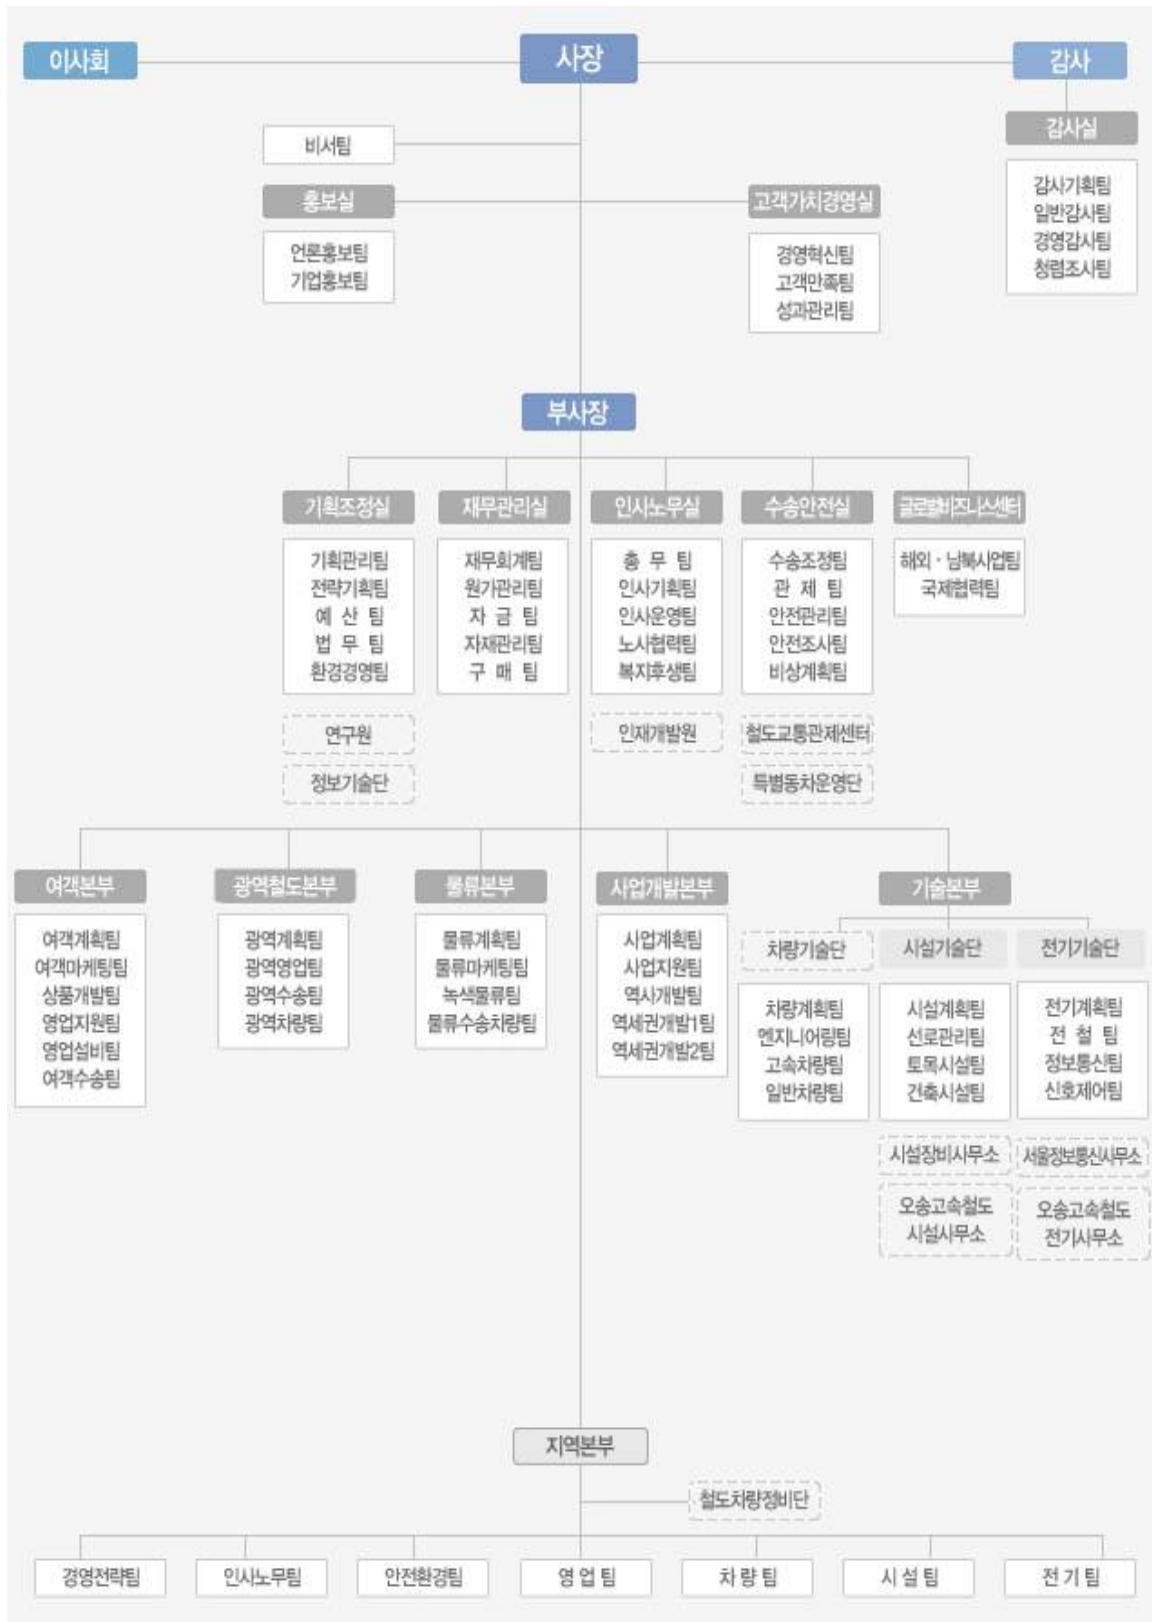 이사회
사장
감사
비서팀
감사실
감사기획팀
일반감사팀
경영감사팀
청렴조사팀
홍보실
언론홍보팀
기업홍보팀
고객가치경영실
경영혁신팀
고객만족팀
성과관리팀
부사장
기획조정실
기획관리팀
전략기획팀
예 산 팀
법 무 팀
환경경영팀
연구원
정보기술단
재무관리실
재무회계팀
원가관리팀
자 금 팀
자재관리팀
구 매 팀
인사노무실
총 무 팀
인사기획팀
인사운영팀
노사협력팀
복지후생팀
인재개발원
수송안전실
수송조정팀
관 제 팀
안전관리팀
안전조사팀
비상계획팀
철도교통관제센터
특별동차운영단
글로벌비즈니스센터
해외·남북사업팀
국제협력팀
여객본부
여객계획팀
여객마케팅팀
상품개발팀
영업지원팀
영업설비팀
여객수송팀
광역철도본부
광역계획팀
광역영업팀
광역수송팀
광역차량팀
물류본부
물류계획팀
물류마케팅팀
녹색물류팀
물류수송차량팀
사업개발본부
사업계획팀
사업지원팀
역사개발팀
역세권개발1팀
역세권개발2팀
기술본부
차량기술단
차량계획팀
엔지니어링팀
고속차량팀
일반차량팀
시설기술단
시설계획팀
선로관리팀
토목시설팀
건축시설팀
시설장비사무소
오송고속철도
시설사무소
전기기술단
전기계획팀
전 철 팀
정보통신팀
신호제어팀
서울정보통신사무소
오송고속철도
전기사무소
지역본부
철도차량정비단
경영전략팀
인사노무팀
안전환경팀
영 업 팀
차 량 팀
시 설 팀
전 기 팀